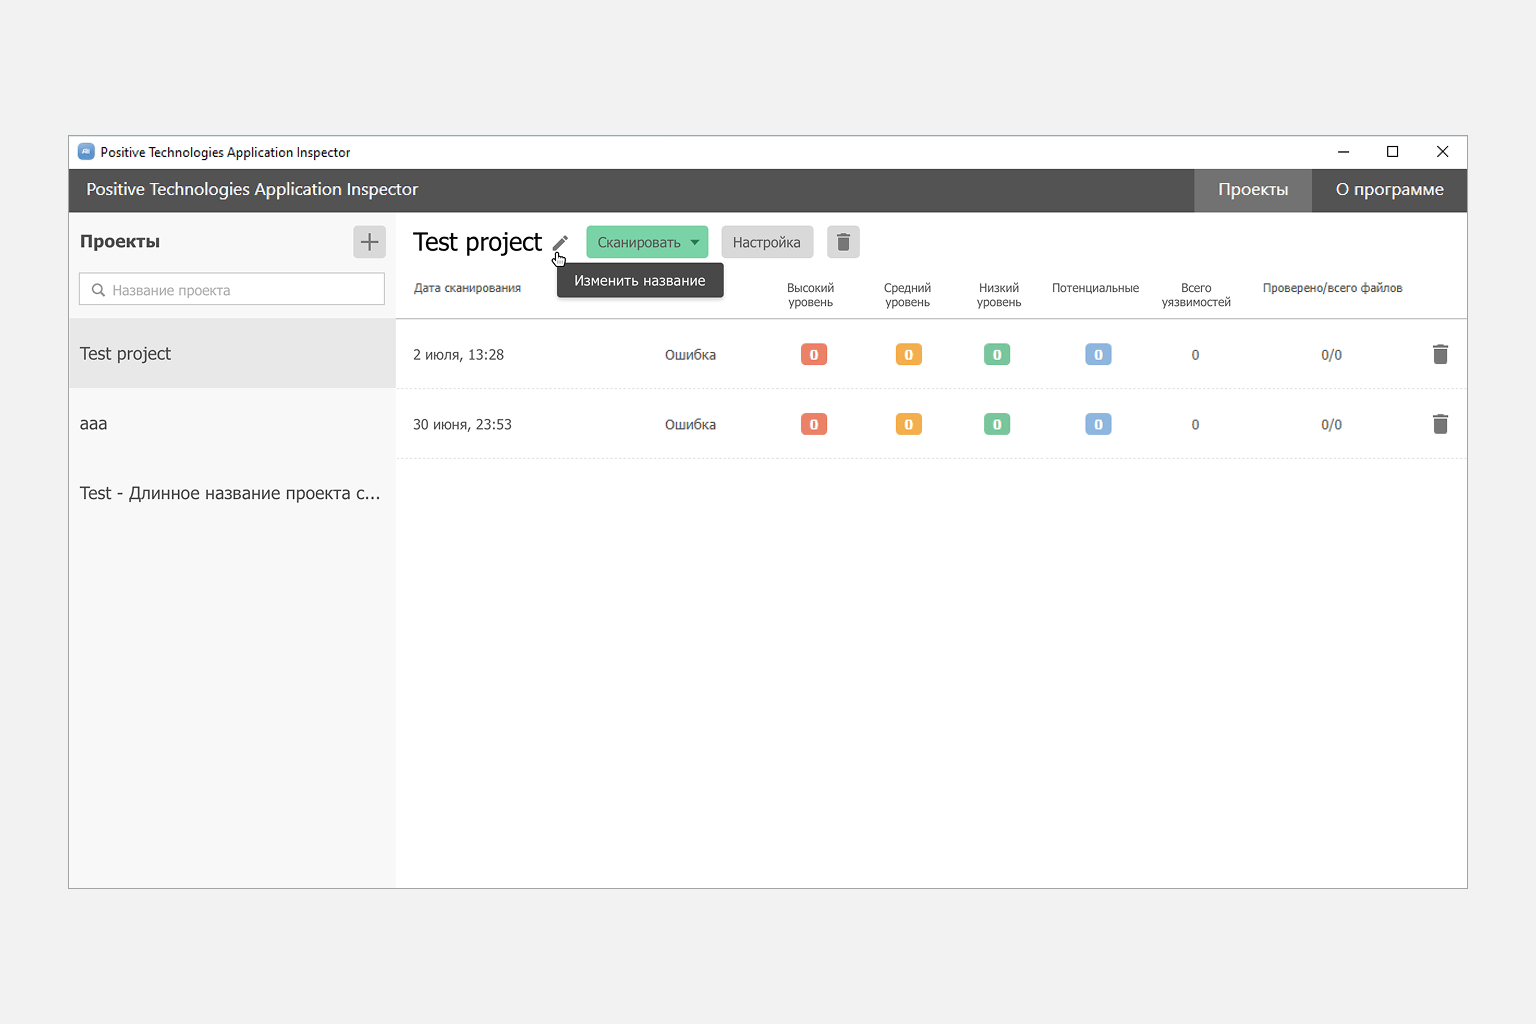 Positive Technologies Application Inspector
Positive Technologies Application Inspector
Проекты
О программе
Проекты
Название проекта
Test project
aaa
Test - Длинное название проекта с...
Test project
Сканировать
Настройка
Изменить название
Дата сканирования
Высокий
уровень
Средний
уровень
Низкий
уровень
Потенциальные
Всего
уязвимостей
Проверено/всего файлов
2 июля, 13:28 Ошибка 0 0 0 0 0 0/0
30 июня, 23:53 Ошибка 0 0 0 0 0 0/0